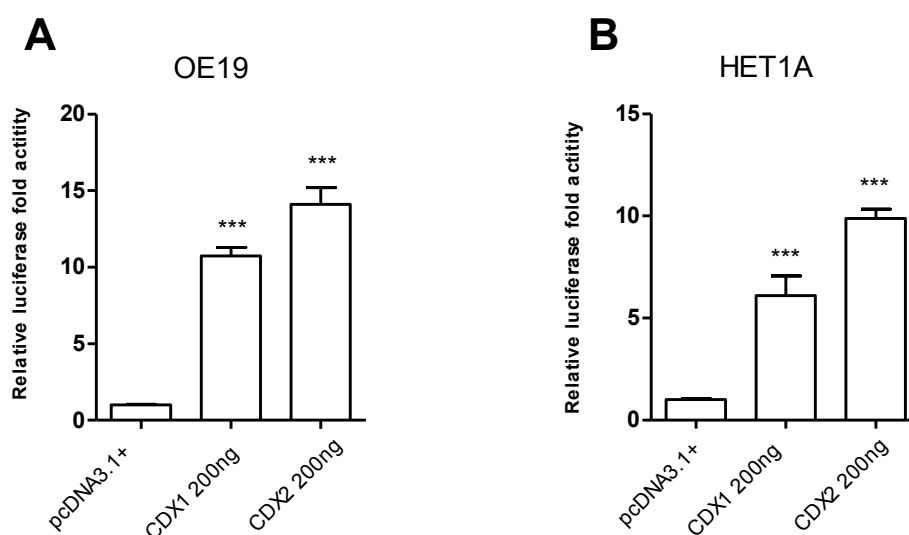 A
OE19
Relative luciferase fold actitity
20
15
10
5
0
***
***
pcDNA3.1+
CDX1 200ng
CDX2 200ng
B
HET1A
Relative luciferase fold actitity
15
10
5
0
***
***
pcDNA3.1+
CDX1 200ng
CDX2 200ng